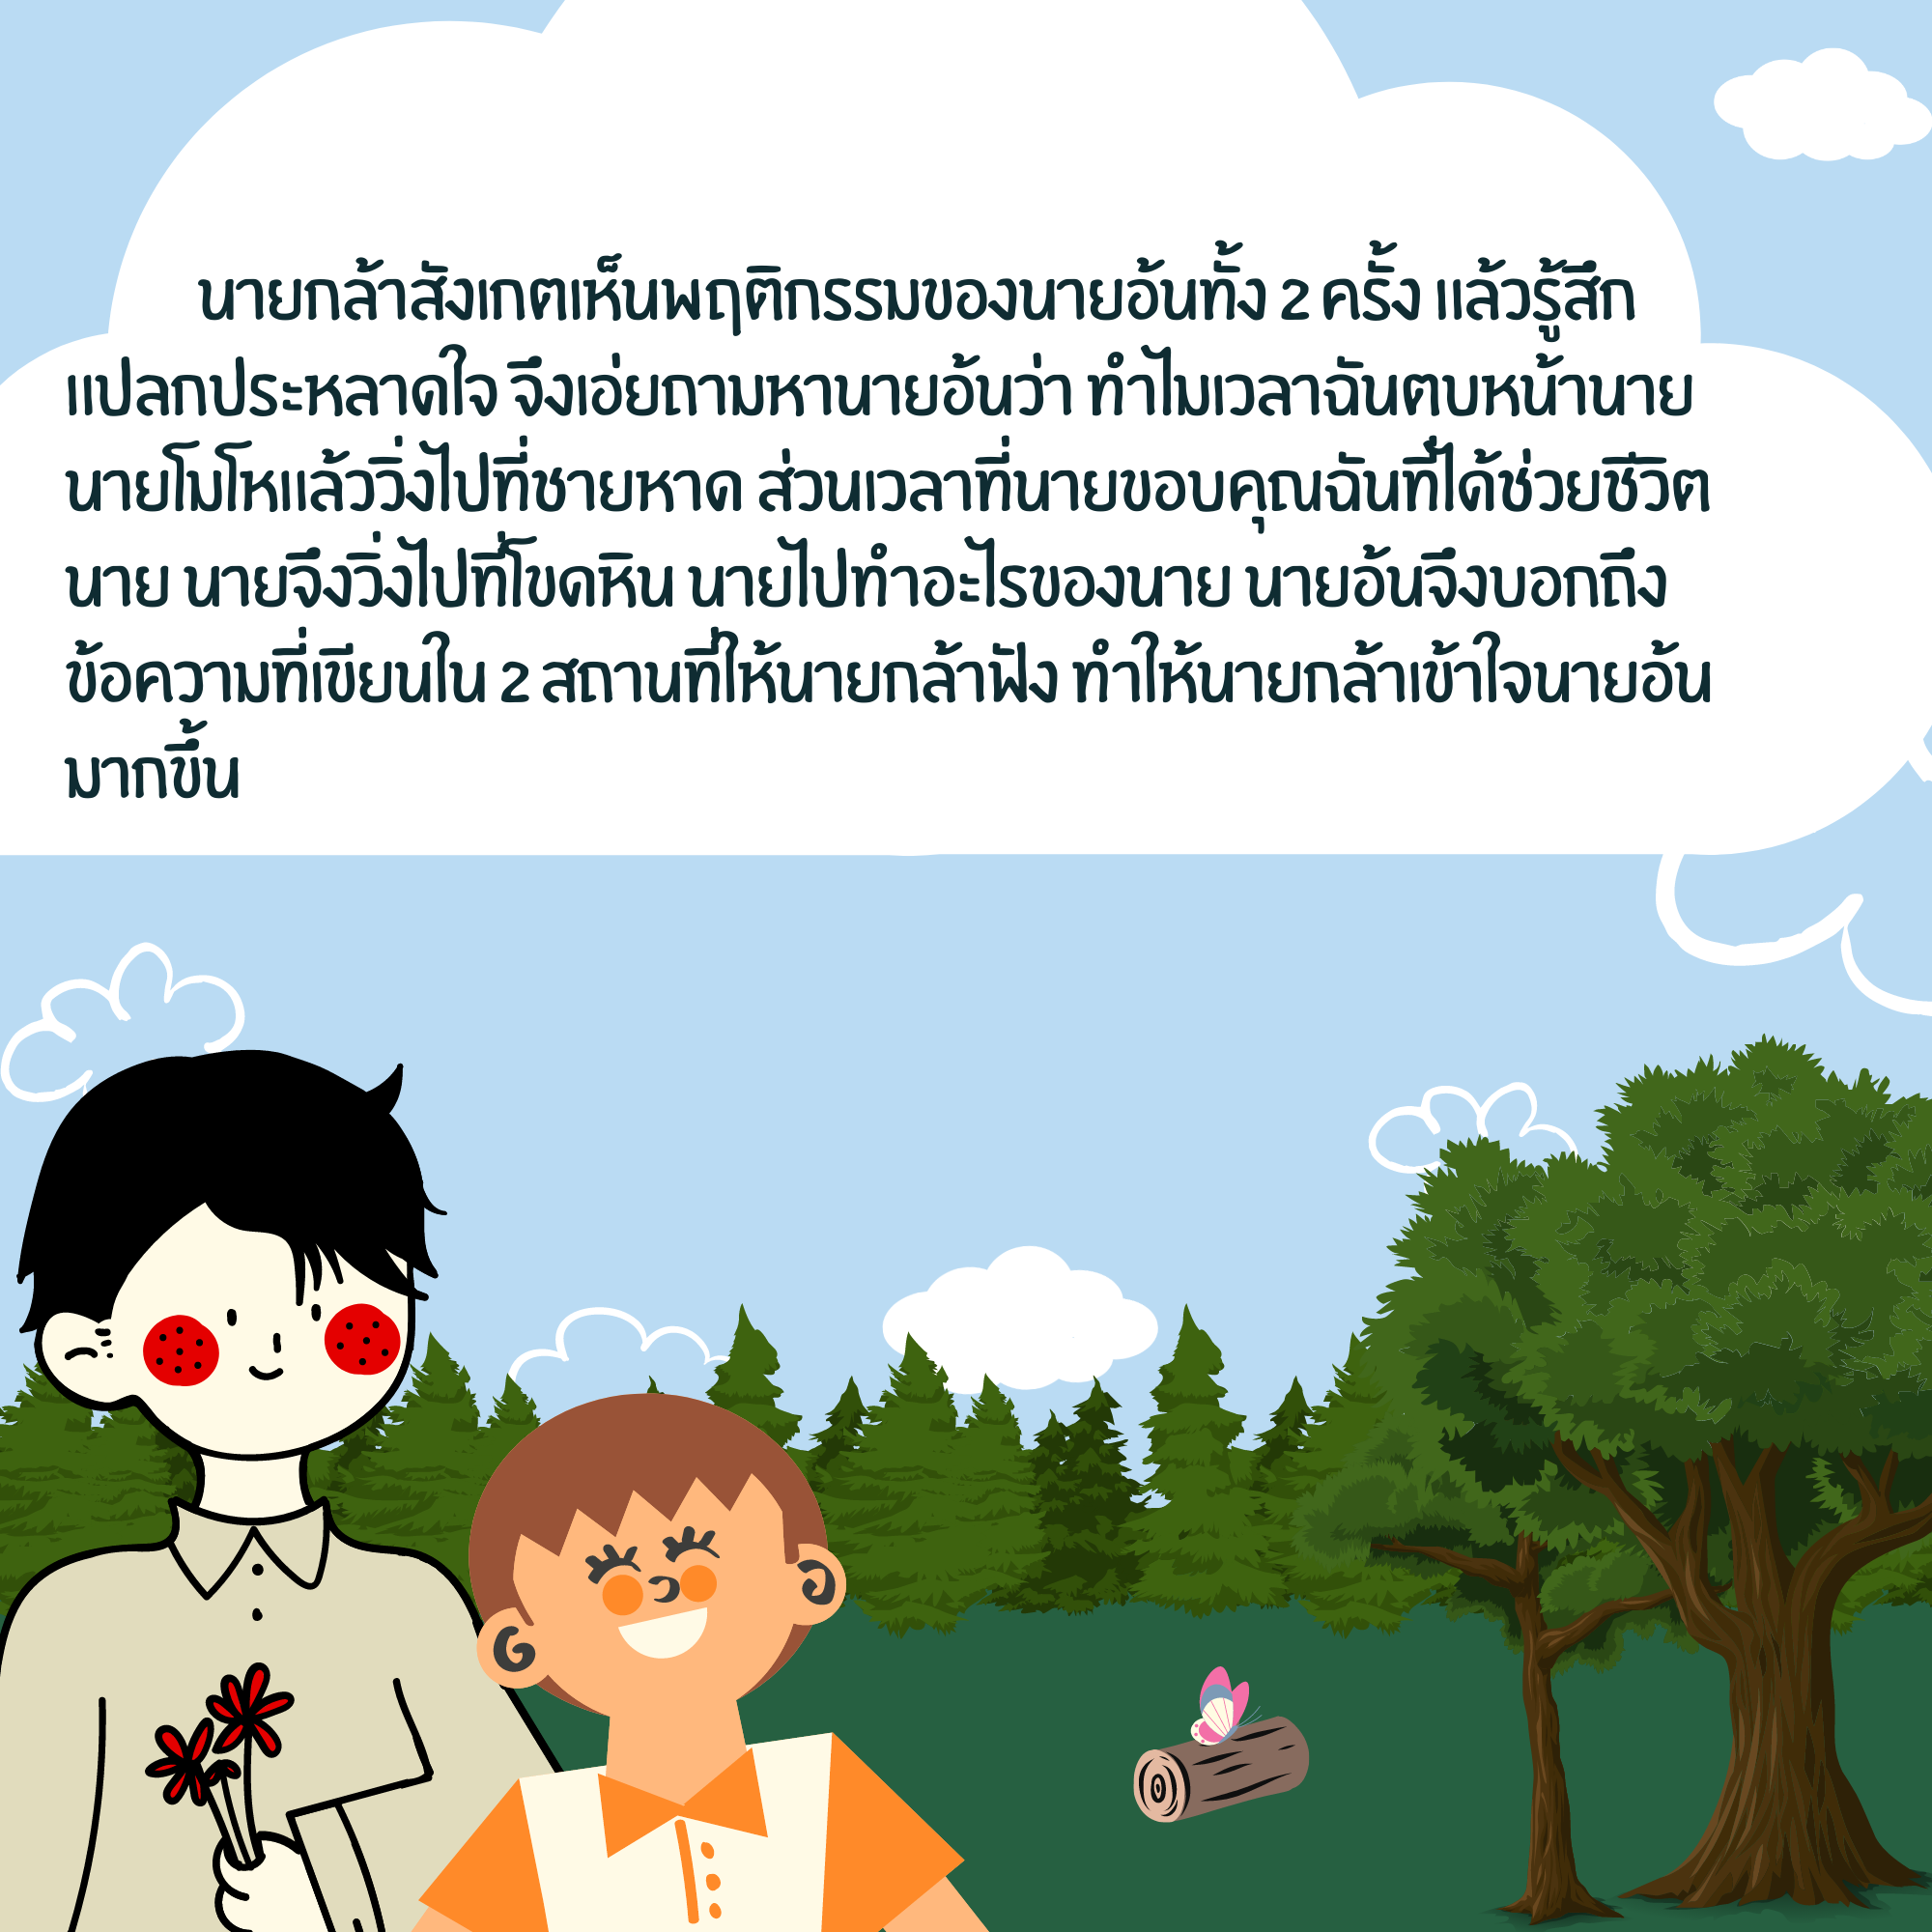 นายกล้าสังเกตเห็นพฤติกรรมของนายอ้นทั้ง 2 ครั้ง แล้วรู้สึก
แปลกประหลาดใจ จึงเอ่ยถามหานายอ้นว่า ทำไมเวลาฉันตบหน้านาย
นายโมโหแล้ววิ่งไปที่ชายหาด ส่วนเวลาที่นายขอบคุณฉันที่ได้ช่วยชีวิต
นาย นายจึงวิ่งไปที่โขดหิน นายไปทำอะไรของนาย นายอ้นจึงบอกถึง
ข้อความที่เขียนใน 2 สถานที่ให้นายกล้าฟัง ทำให้นายกล้าเข้าใจนายอ้น
มากขึ้น